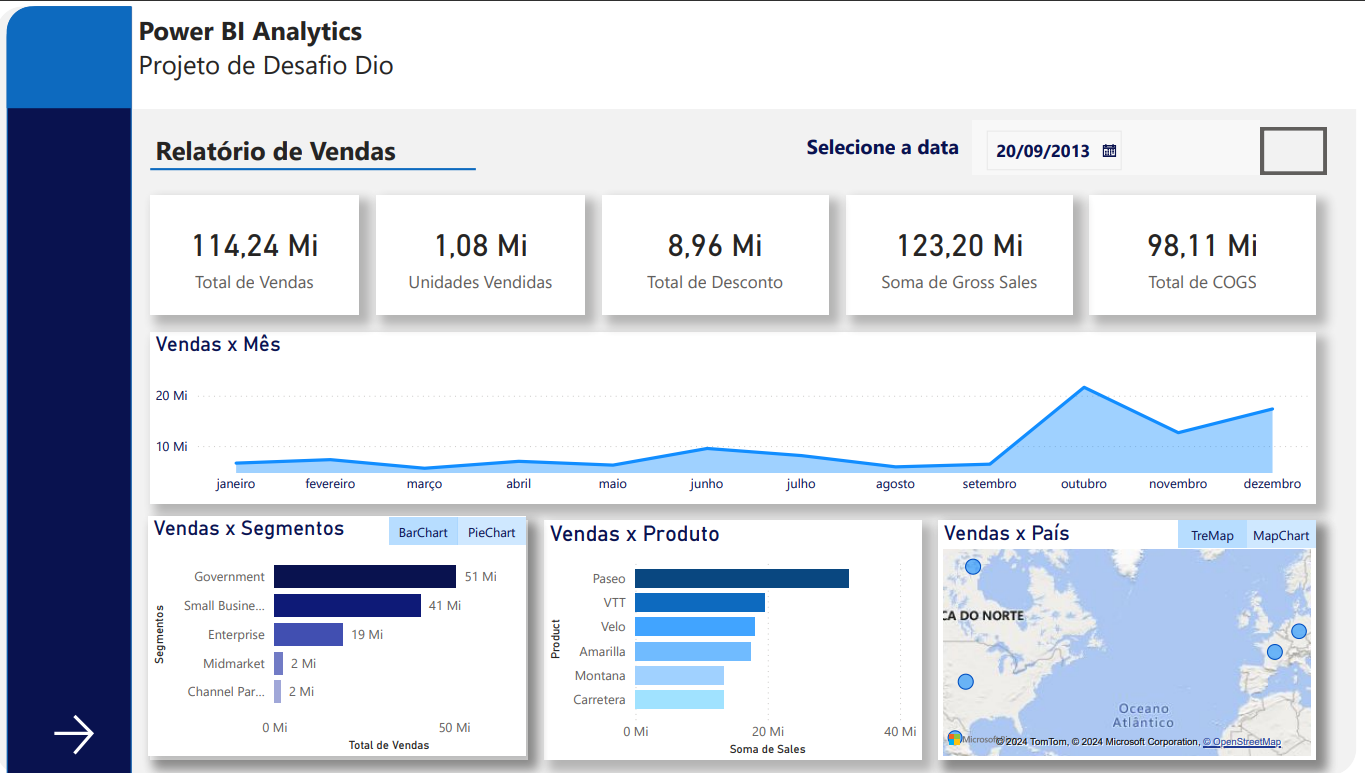 Power BI Analytics
Projeto de Desafio Dio
Relatório de Vendas
Selecione a data
20/09/2013
114,24 Mi
Total de Vendas
1,08 Mi
Unidades Vendidas
8,96 Mi
Total de Desconto
123,20 Mi
Soma de Gross Sales
98,11 Mi
Total de COGS
Vendas x Mês
20 Mi
10 Mi
janeiro fevereiro março abril maio junho julho agosto setembro outubro novembro dezembro
Vendas x Segmentos
BarChart PieChart
Segmentos
Government 51 Mi
Small Busine... 41 Mi
Enterprise 19 Mi
Midmarket 2 Mi
Channel Par... 2 Mi
0 Mi 50 Mi
Total de Vendas
Vendas x Produto
Product
Paseo
VTT
Velo
Amarilla
Montana
Carretera
0 Mi 20 Mi 40 Mi
Soma de Sales
Vendas x País
TreMap MapChart
CA DO NORTE
Oceano
Atlântico
© 2024 TomTom, © 2024 Microsoft Corporation, © OpenStreetMap